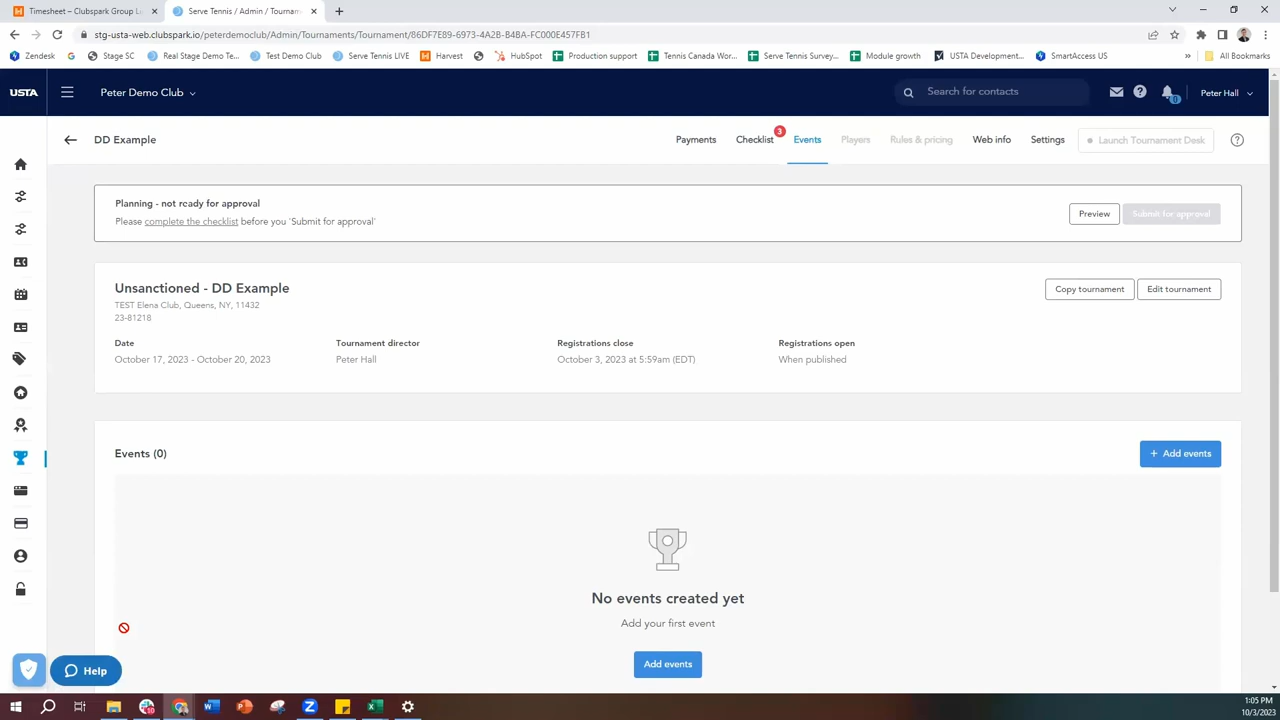 Timesheet – Clubspark Group Li
Serve Tennis / Admin / Tournam
stg-usta-web.clubspark.io/peterdemoclub/Admin/Tournaments/Tournament/86DF7E89-6973-4A2B-B4BA-FC000E457FB1
Zendesk
Stage SC
Real Stage Demo Te...
Test Demo Club
Serve Tennis LIVE
Harvest
HubSpot
Production support
Tennis Canada Wor...
Serve Tennis Survey...
Module growth
USTA Development...
SmartAccess US
»
All Bookmarks
USTA
Peter Demo Club
Search for contacts
0
Peter Hall
DD Example
Payments
Checklist
3
Events
Players
Rules & pricing
Web info
Settings
Launch Tournament Desk
Planning - not ready for approval
Please complete the checklist before you 'Submit for approval'
Preview
Submit for approval
Unsanctioned - DD Example
TEST Elena Club, Queens, NY, 11432
23-81218
Copy tournament
Edit tournament
Date
Tournament director
Registrations close
Registrations open
October 17, 2023 - October 20, 2023
Peter Hall
October 3, 2023 at 5:59am (EDT)
When published
Events (0)
+ Add events
No events created yet
Add your first event
Add events
Help
1:05 PM
10/3/2023